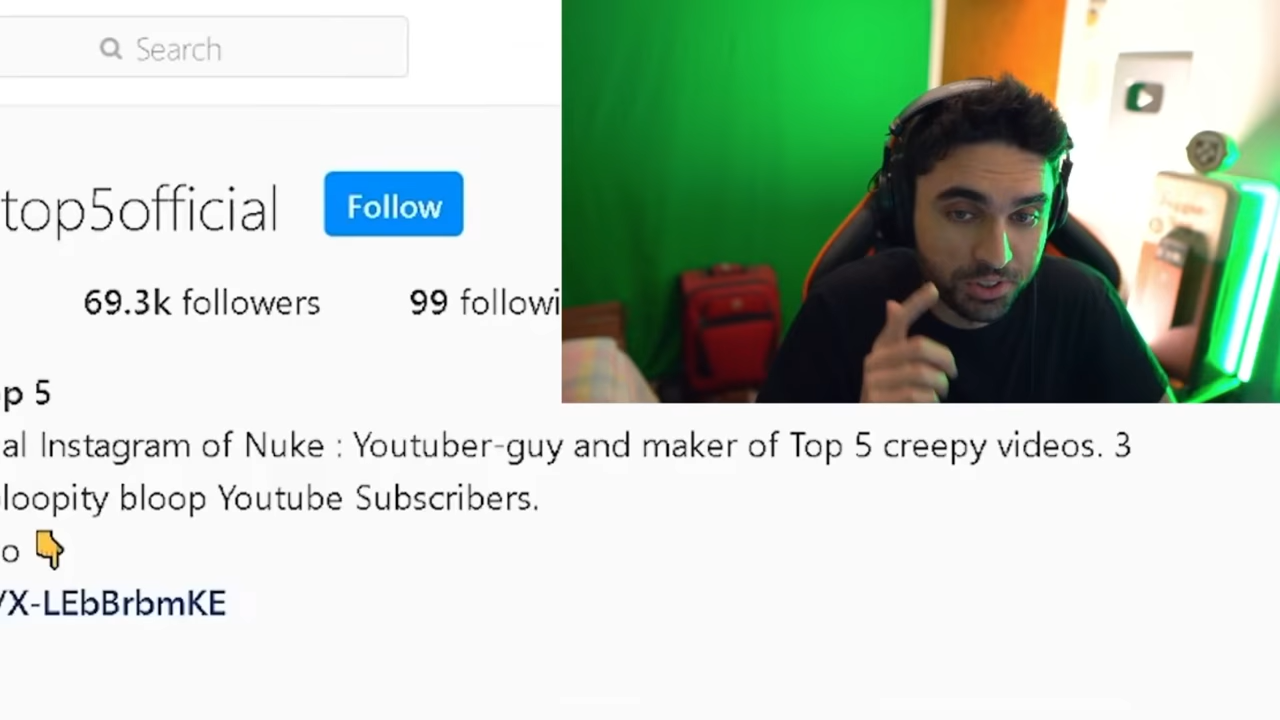 Search
top5official Follow
69.3k followers 99 followi
p 5
al Instagram of Nuke : Youtuber-guy and maker of Top 5 creepy videos. 3
loopity bloop Youtube Subscribers.
o 👇
/X-LEbBrbmKE